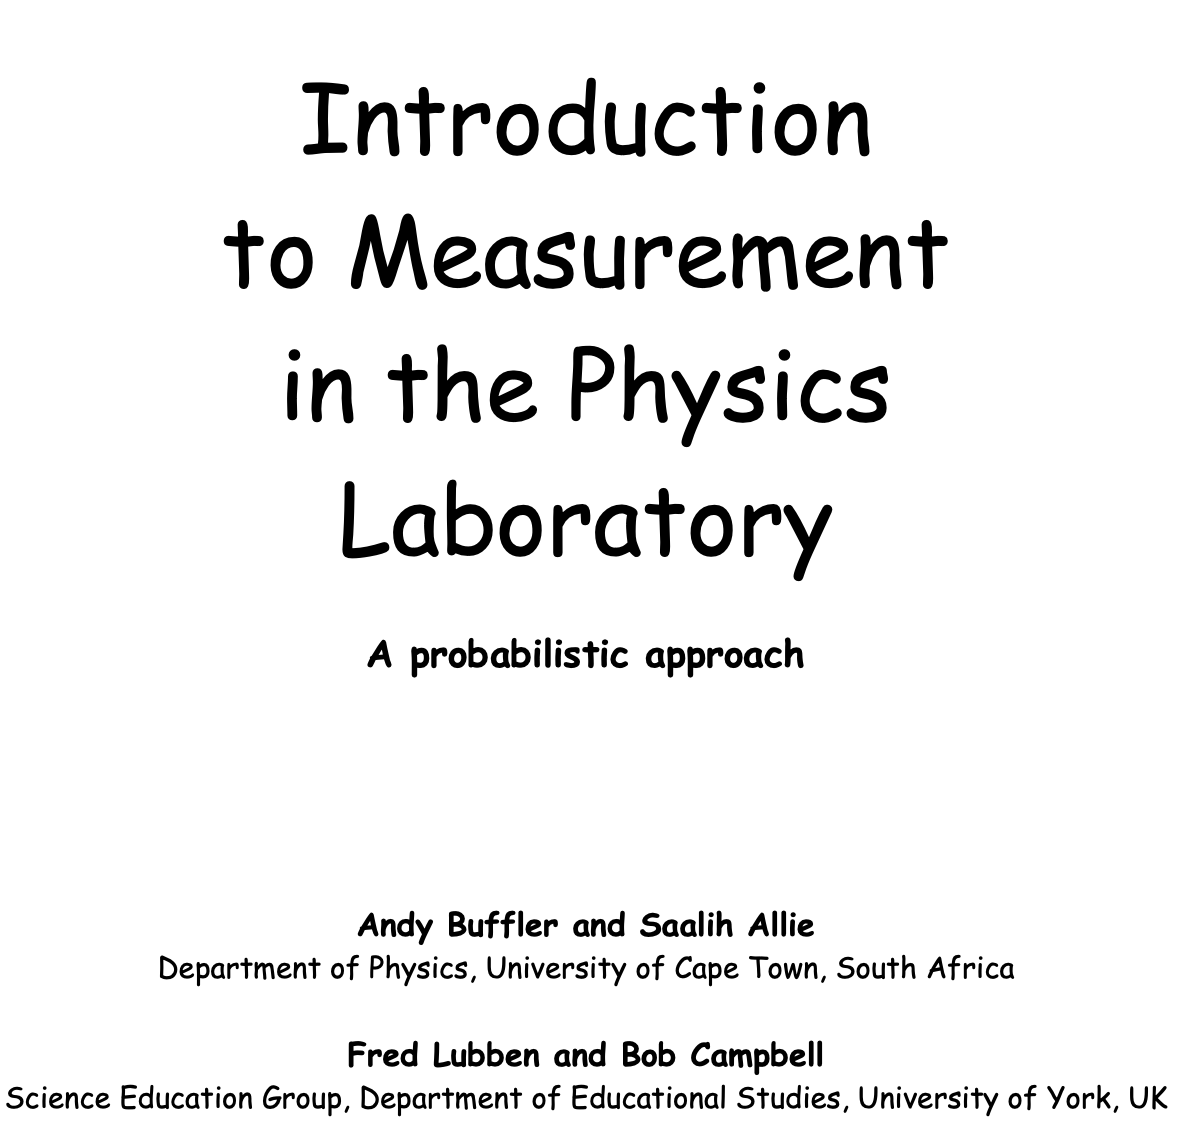 Introduction
to Measurement
in the Physics
Laboratory
A probabilistic approach
Andy Buffler and Saalih Allie
Department of Physics, University of Cape Town, South Africa
Fred Lubben and Bob Campbell
Science Education Group, Department of Educational Studies, University of York, UK